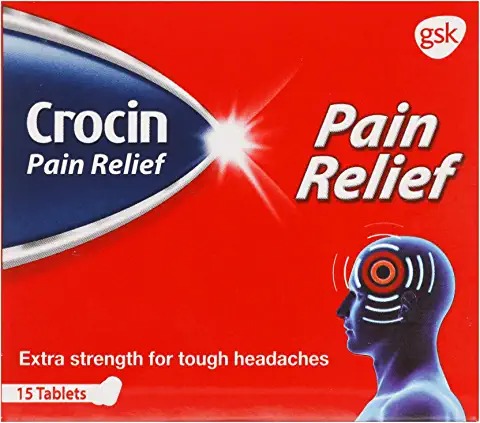 gsk
Crocin
Pain Relief
Pain
Relief
Extra strength for tough headaches
15 Tablets